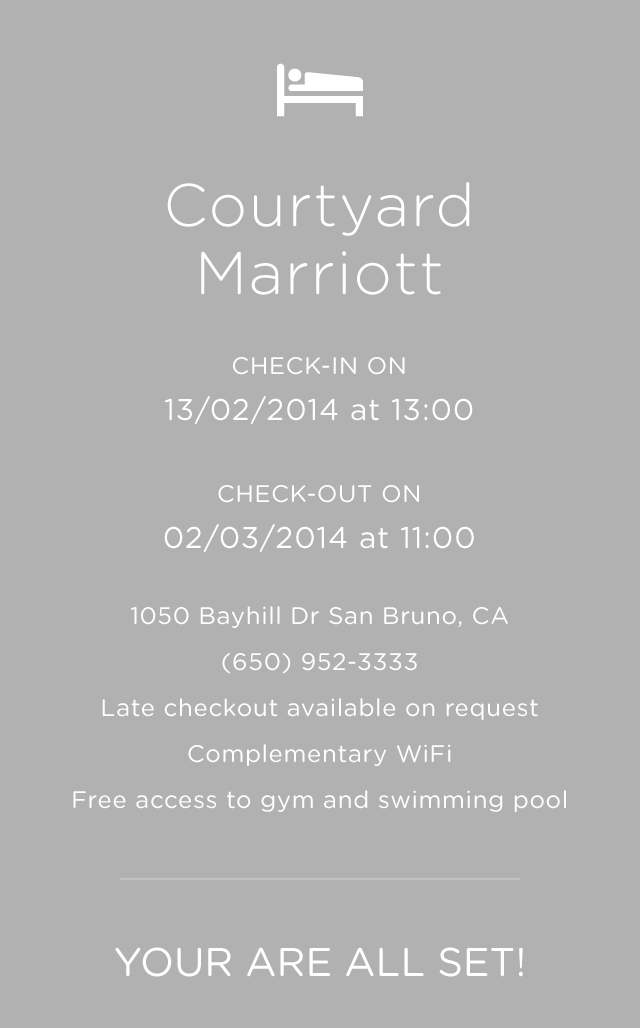 Courtyard
Marriott
CHECK-IN ON
13/02/2014 at 13:00
CHECK-OUT ON
02/03/2014 at 11:00
1050 Bayhill Dr San Bruno, CA
(650) 952-3333
Late checkout available on request
Complementary WiFi
Free access to gym and swimming pool
YOUR ARE ALL SET!